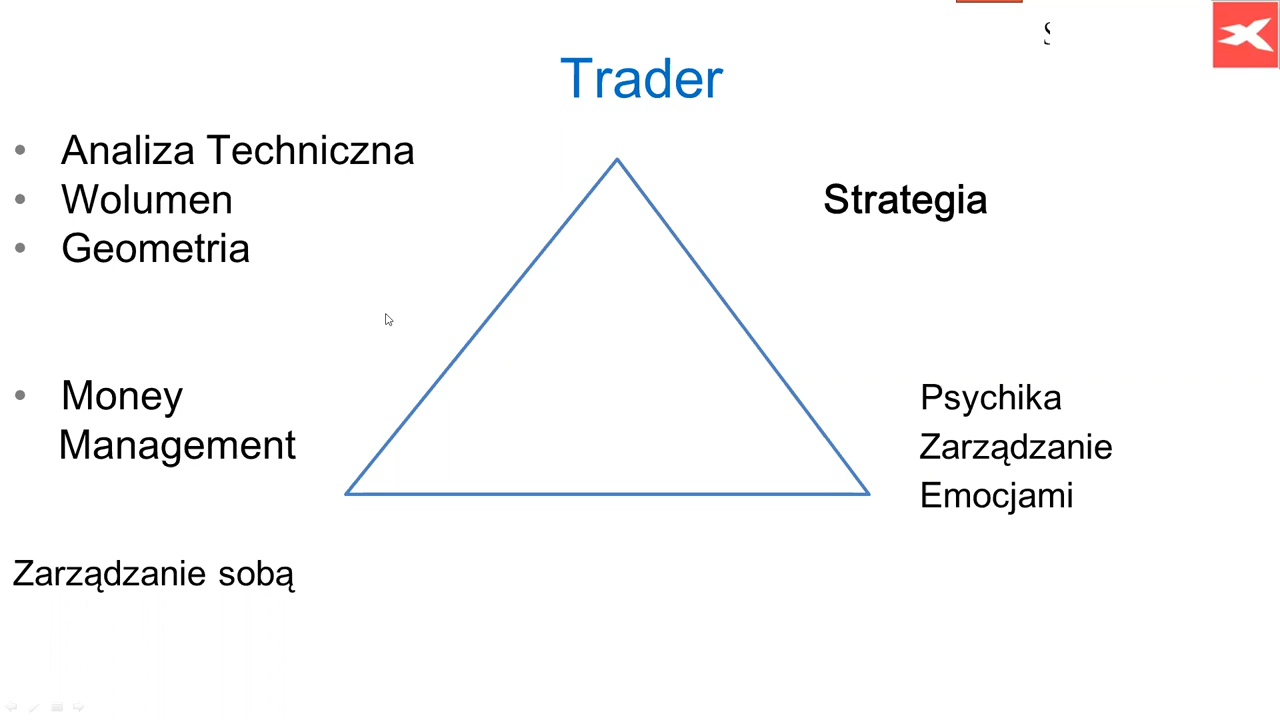 Trader
• Analiza Techniczna
• Wolumen
• Geometria
Strategia
• Money
Management
Psychika
Zarządzanie
Emocjami
Zarządzanie sobą